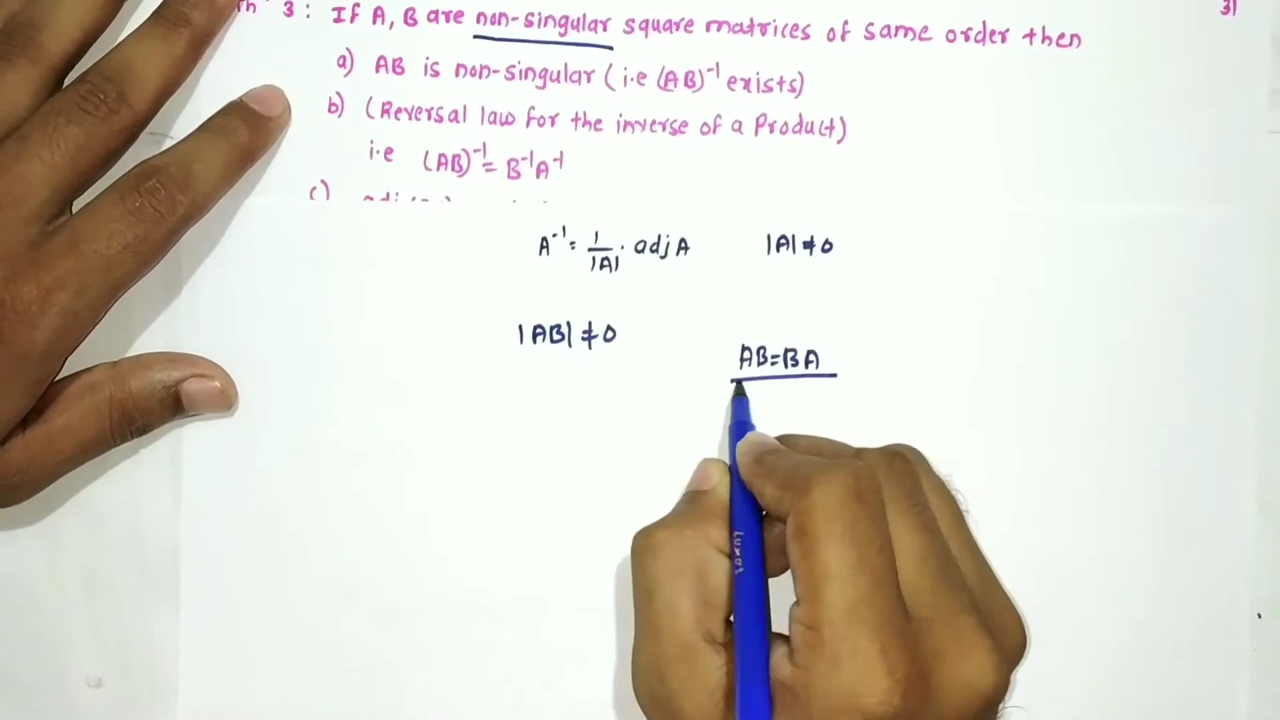 Th 3: If A, B are non-singular square matrices of same order then
31
a) AB is non-singular (i.e (AB)⁻¹ exists)
b) (Reversal law for the inverse of a Product)
i.e (AB)⁻¹ = B⁻¹A⁻¹
c)
A⁻¹ = 1/|A| . adj A |A| ≠ 0
|AB| ≠ 0
AB=BA
Luxor